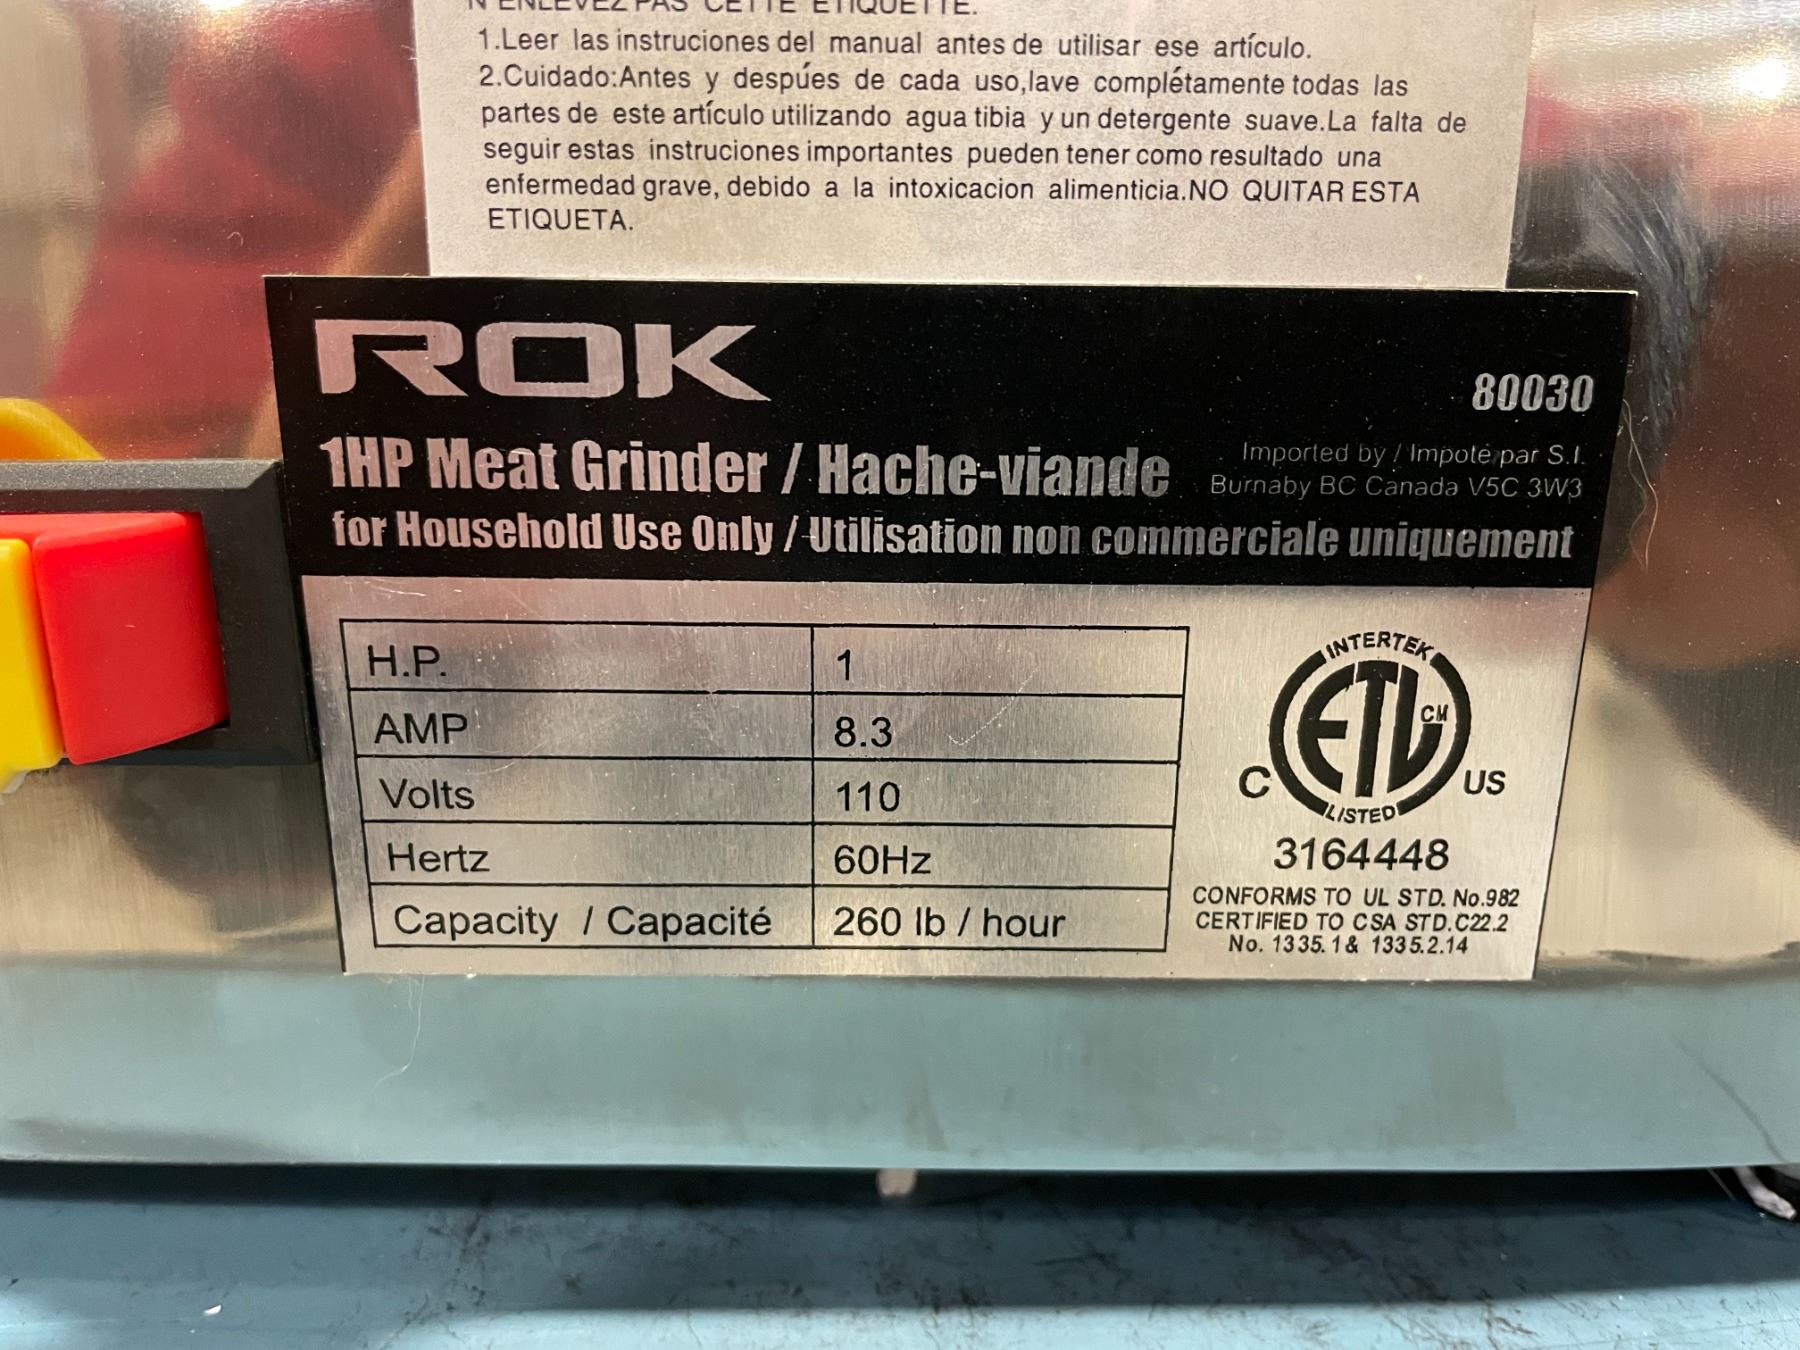 N'ENLEVEZ PAS CETTE ETIQUETTE.
1.Leer las instruciones del manual antes de utilisar ese artículo.
2.Cuidado:Antes y despúes de cada uso,lave complétamente todas las
partes de este artículo utilizando agua tibia y un detergente suave.La falta de
seguir estas instruciones importantes pueden tener como resultado una
enfermedad grave, debido a la intoxicacion alimenticia.NO QUITAR ESTA
ETIQUETA.
ROK
80030
1HP Meat Grinder / Hache-viande
Imported by / Impoté par S.I.
Burnaby BC Canada V5C 3W3
for Household Use Only / Utilisation non commerciale uniquement
H.P. 1
AMP 8.3
Volts 110
Hertz 60Hz
Capacity / Capacité 260 lb / hour
INTERTEK
ETL CM
C US
LISTED
3164448
CONFORMS TO UL STD. No.982
CERTIFIED TO CSA STD.C22.2
No. 1335.1& 1335.2.14